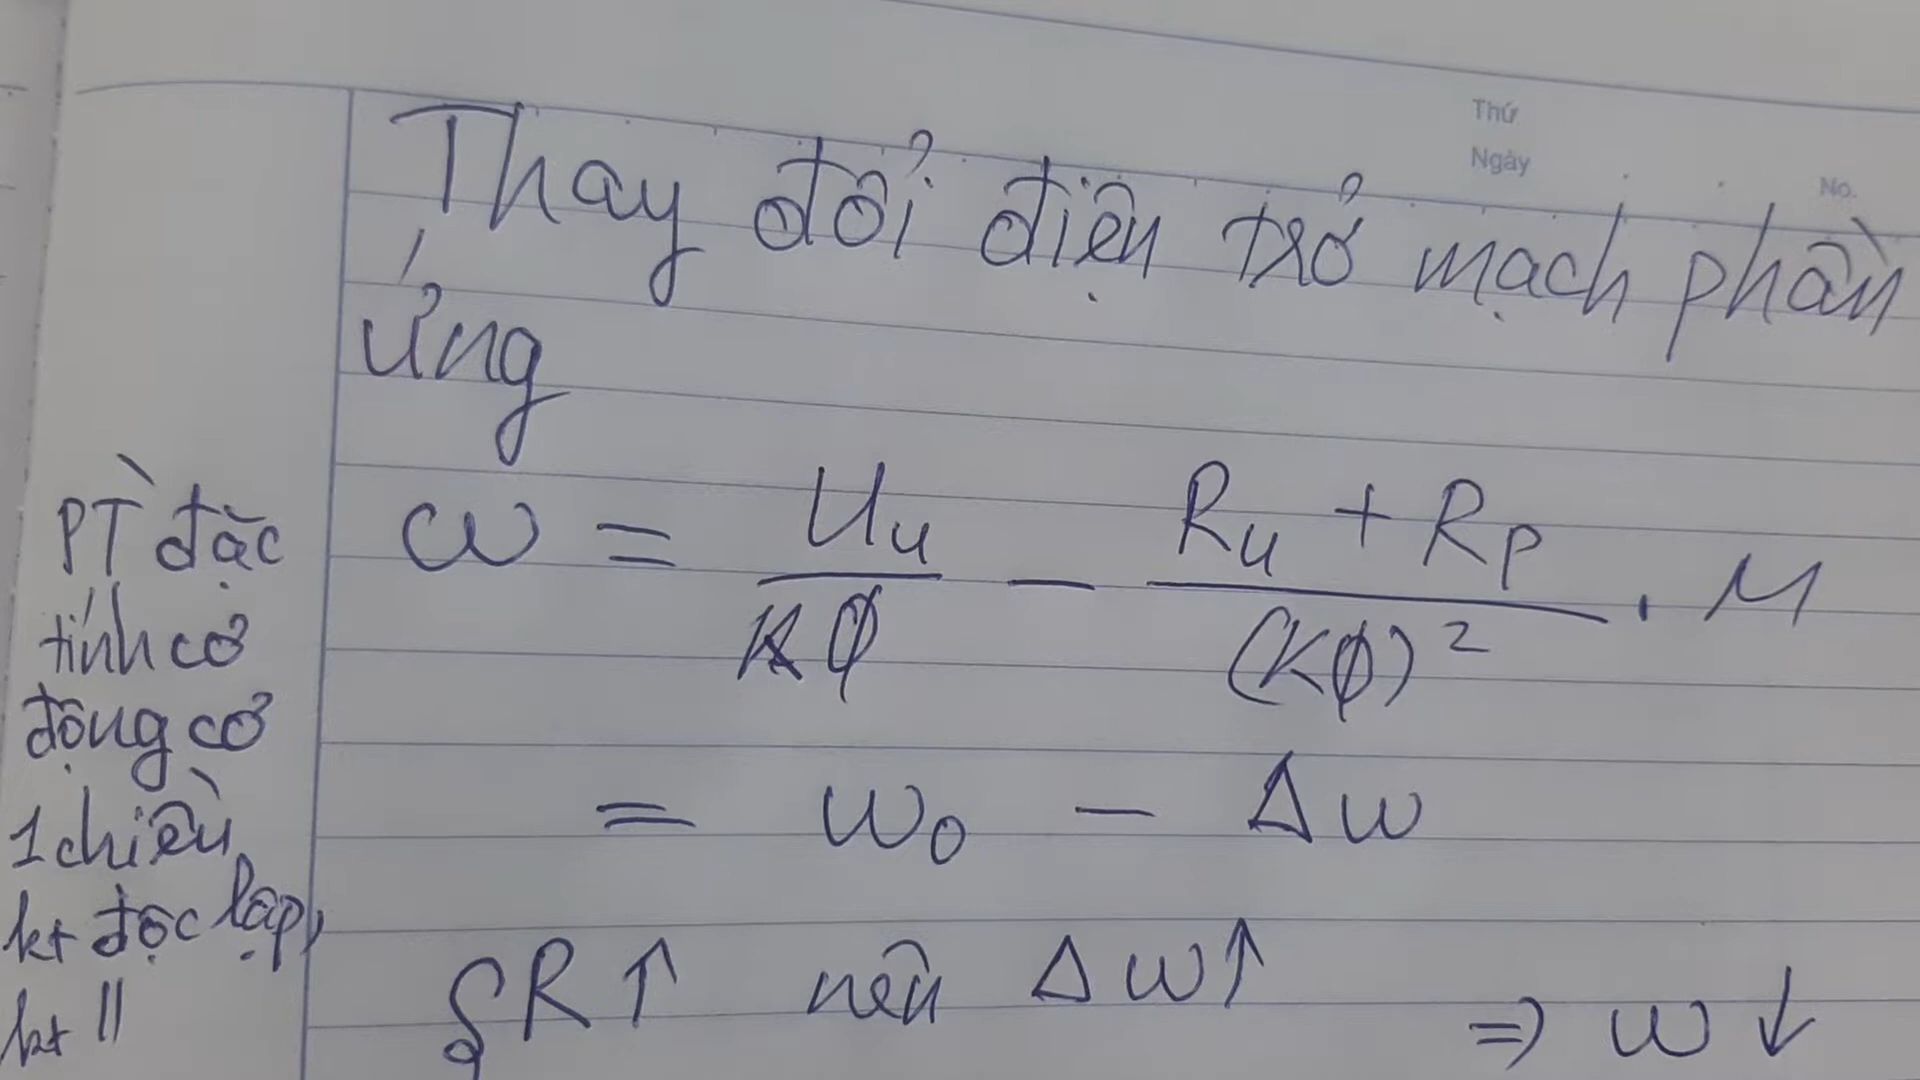 Thứ
Ngày
No.
Thay đổi điện trở mạch phần
ứng
PT đặc
tính cơ
động cơ
1 chiều
kt độc lập,
kt ||
ω = Uư / KΦ − Rư + Rp / (KΦ)² . M
= ω₀ − Δω
R↑ nên Δω↑ ⇒ ω↓